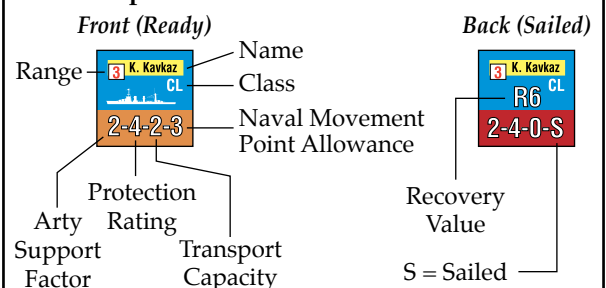 Front (Ready)
Back (Sailed)
Range
3 K. Kavkaz
CL
2-4-2-3
Name
Class
Naval Movement
Point Allowance
Protection
Rating
Arty
Support
Factor
Transport
Capacity
3 K. Kavkaz
CL
R6
2-4-0-S
Recovery
Value
S = Sailed